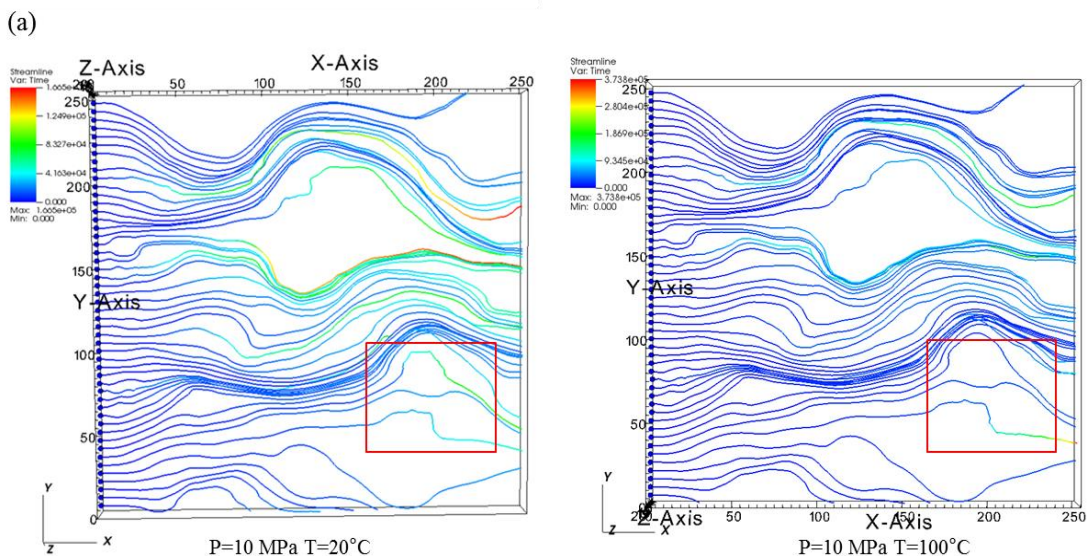 (a)
Streamline
Var: Time
1.665e+05
1.249e+05
8.327e+04
4.163e+04
0.000
Max: 1.665e+05
Min: 0.000
Z-Axis
X-Axis
50
100
150
200
250
250
200
150
Y-Axis
100
50
0
Y
Z
X
P=10 MPa T=20°C
Streamline
Var: Time
3.738e+05
2.804e+05
1.869e+05
9.345e+04
0.000
Max: 3.738e+05
Min: 0.000
250
200
150
Y-Axis
100
50
Z-Axis
X-Axis
50
100
150
200
250
Y
Z
X
P=10 MPa T=100°C